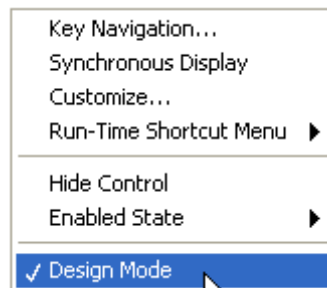 Key Navigation...
Synchronous Display
Customize...
Run-Time Shortcut Menu
Hide Control
Enabled State
Design Mode